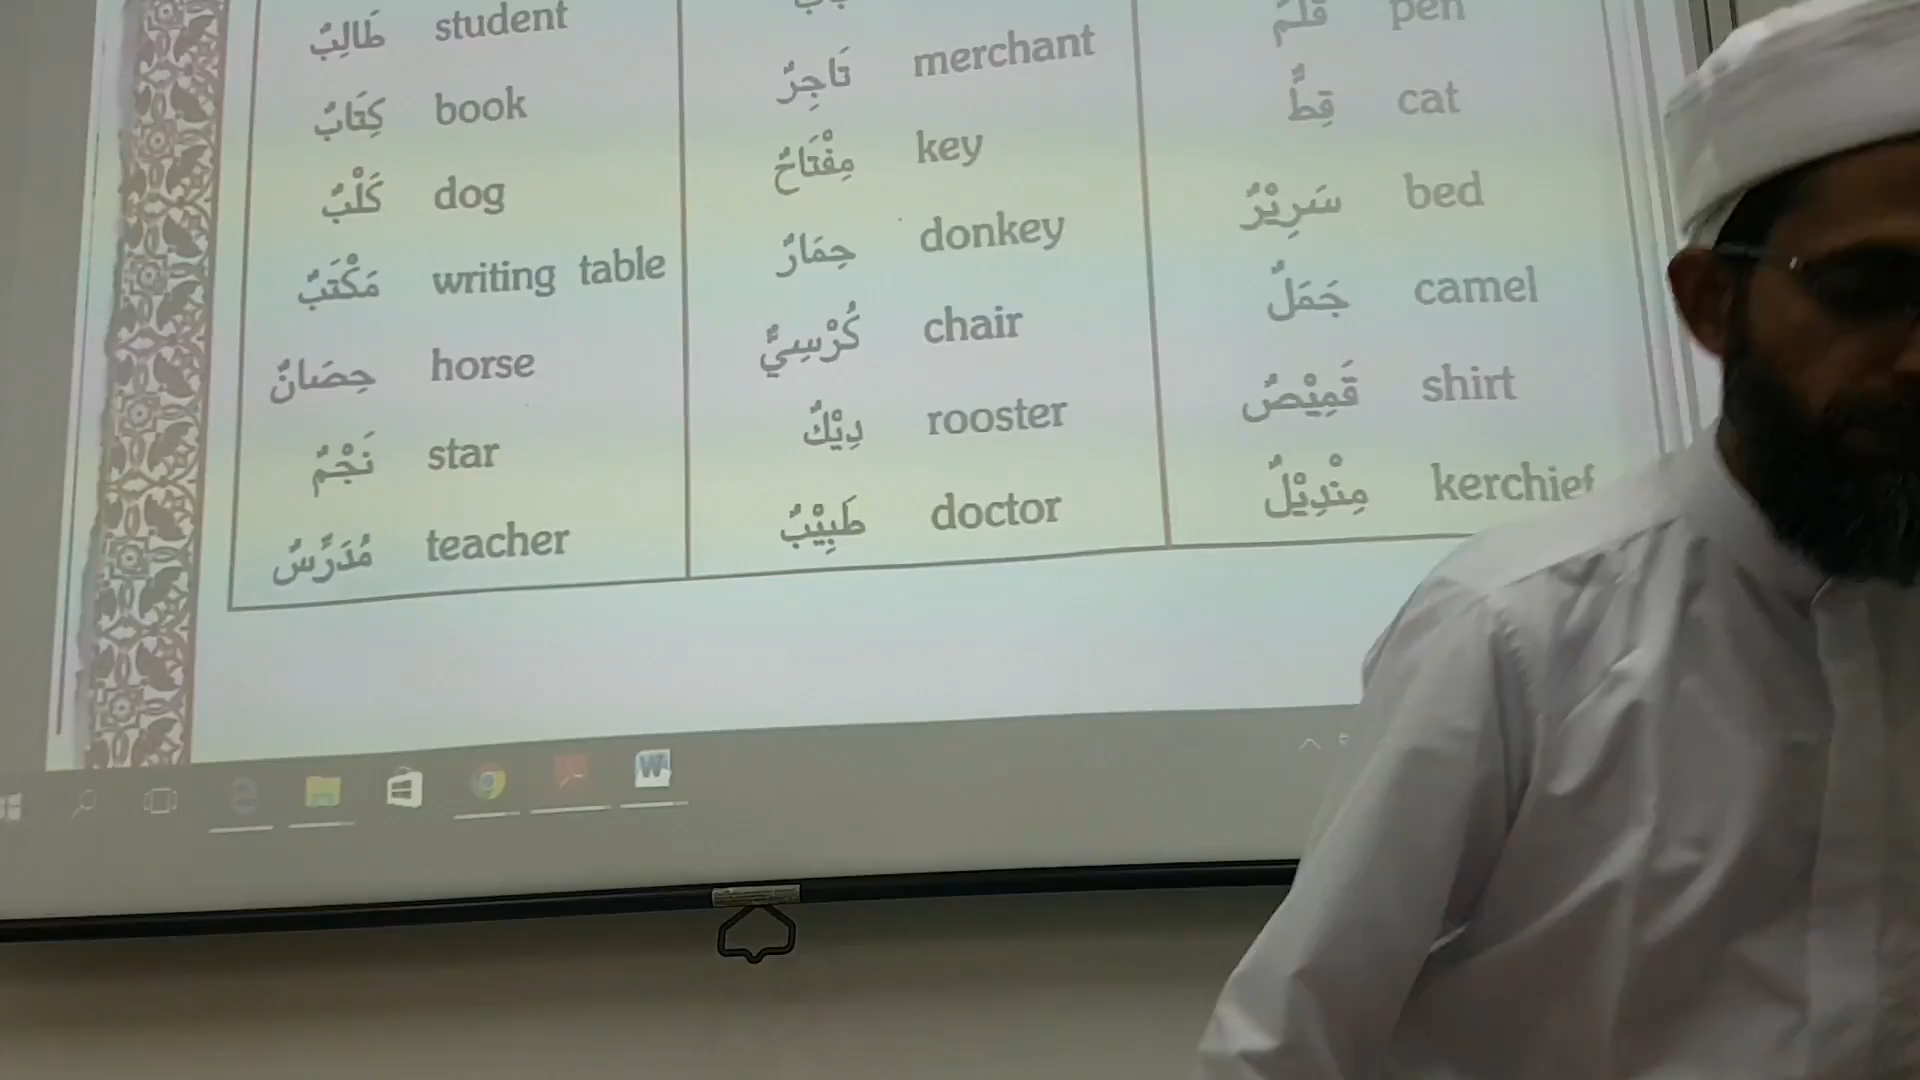 طَالِبٌ student
كِتَابٌ book
كَلْبٌ dog
مَكْتَبٌ writing table
حِصَانٌ horse
نَجْمٌ star
مُدَرِّسٌ teacher
تَاجِرٌ merchant
مِفْتَاحٌ key
حِمَارٌ donkey
كُرْسِيٌّ chair
دِيْكٌ rooster
طَبِيْبٌ doctor
قَلَمٌ pen
قِطٌّ cat
سَرِيْرٌ bed
جَمَلٌ camel
قَمِيْصٌ shirt
مِنْدِيْلٌ kerchief
W